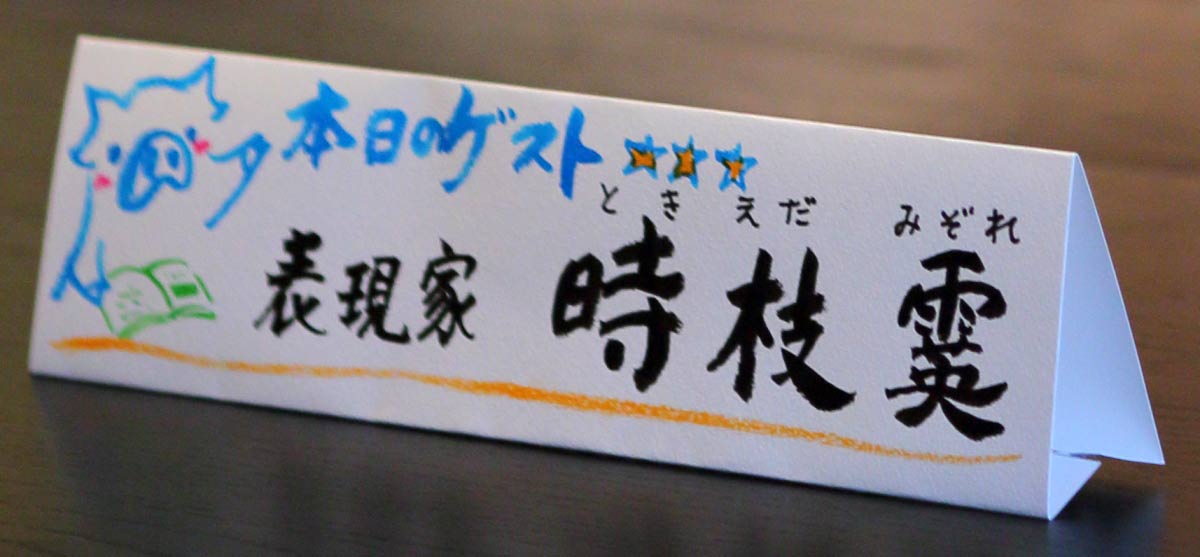 本日のゲスト★★★
ときえだ みぞれ
表現家 時枝霙